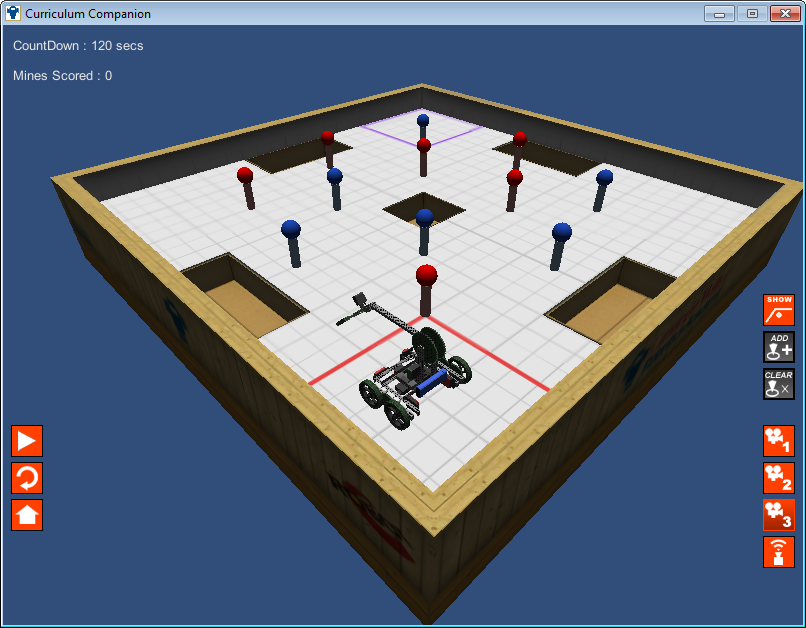 Curriculum Companion
CountDown : 120 secs
Mines Scored : 0
SHOW
ADD
CLEAR
1
2
3